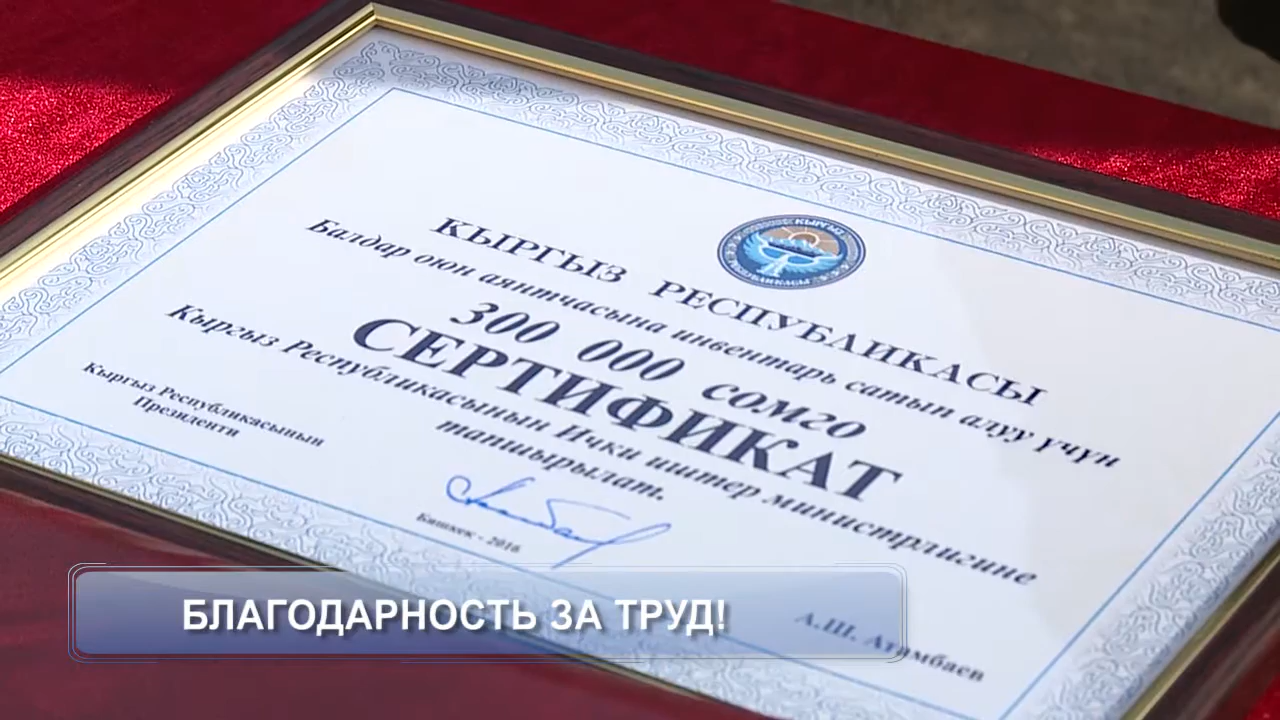 КЫРГЫЗ РЕСПУБЛИКАСЫ
Балдар оюн аянтчасына инвентарь сатып алуу үчүн
300 000 сомго
СЕРТИФИКАТ
Кыргыз Республикасынын Ички иштер министрлигине
тапшырылат.
Кыргыз Республикасынын
Президенти
А.Ш. Атамбаев
Бишкек - 2016
БЛАГОДАРНОСТЬ ЗА ТРУД!